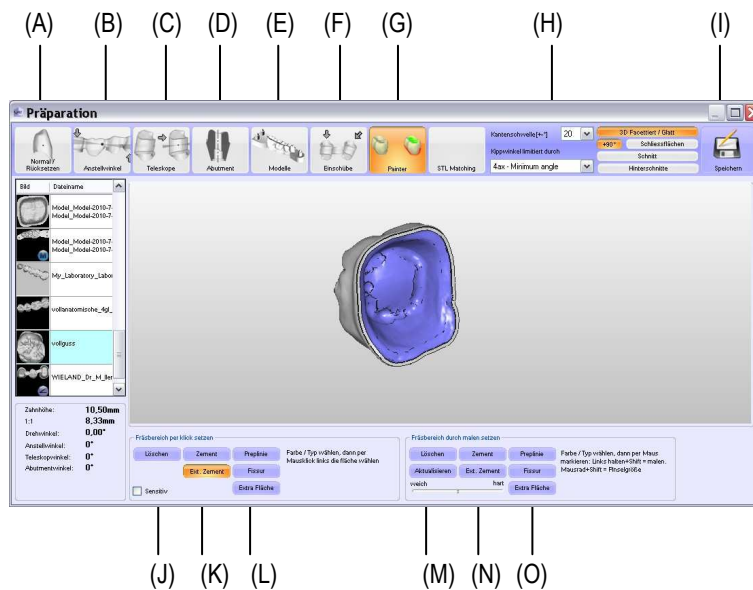 (A) (B) (C) (D) (E) (F) (G) (H) (I)
Präparation
Normal /
Rücksetzen
Anstellwinkel
Teleskope
Abutment
Modelle
Einschübe
Painter
STL Matching
Kantenschwelle[+-°] 20
Kippwinkel limitiert durch
4ax - Minimum angle
3D Facettiert / Glatt
+90° Schliessflächen
Schnitt
Hinterschnitte
Speichern
Bild Dateiname
Model_Model-2010-7-
Model_Model-2010-7-
Model_Model-2010-7-
Model_Model-2010-7-
My_Laboratory_Labor
vollanatomische_4gl_
vollguss
WIELAND_Dr_M_Iler
Zahnhöhe: 10,50mm
1:1 8,33mm
Drehwinkel: 0,00°
Anstellwinkel: 0°
Teleskopwinkel: 0°
Abutmentwinkel: 0°
Fräsbereich per klick setzen
Löschen Zement Preplinie
Ext. Zement Fissur
Extra Fläche
Sensitiv
Farbe / Typ wählen, dann per
Mausklick links die fläche wählen
Fräsbereich durch malen setzen
Löschen Zement Preplinie
Aktualisieren Ext. Zement Fissur
weich hart Extra Fläche
Farbe / Typ wählen, dann per Maus
markieren: Links halten+Shift = malen.
Mausrad+Shift = Pinselgröße
(J) (K) (L) (M) (N) (O)